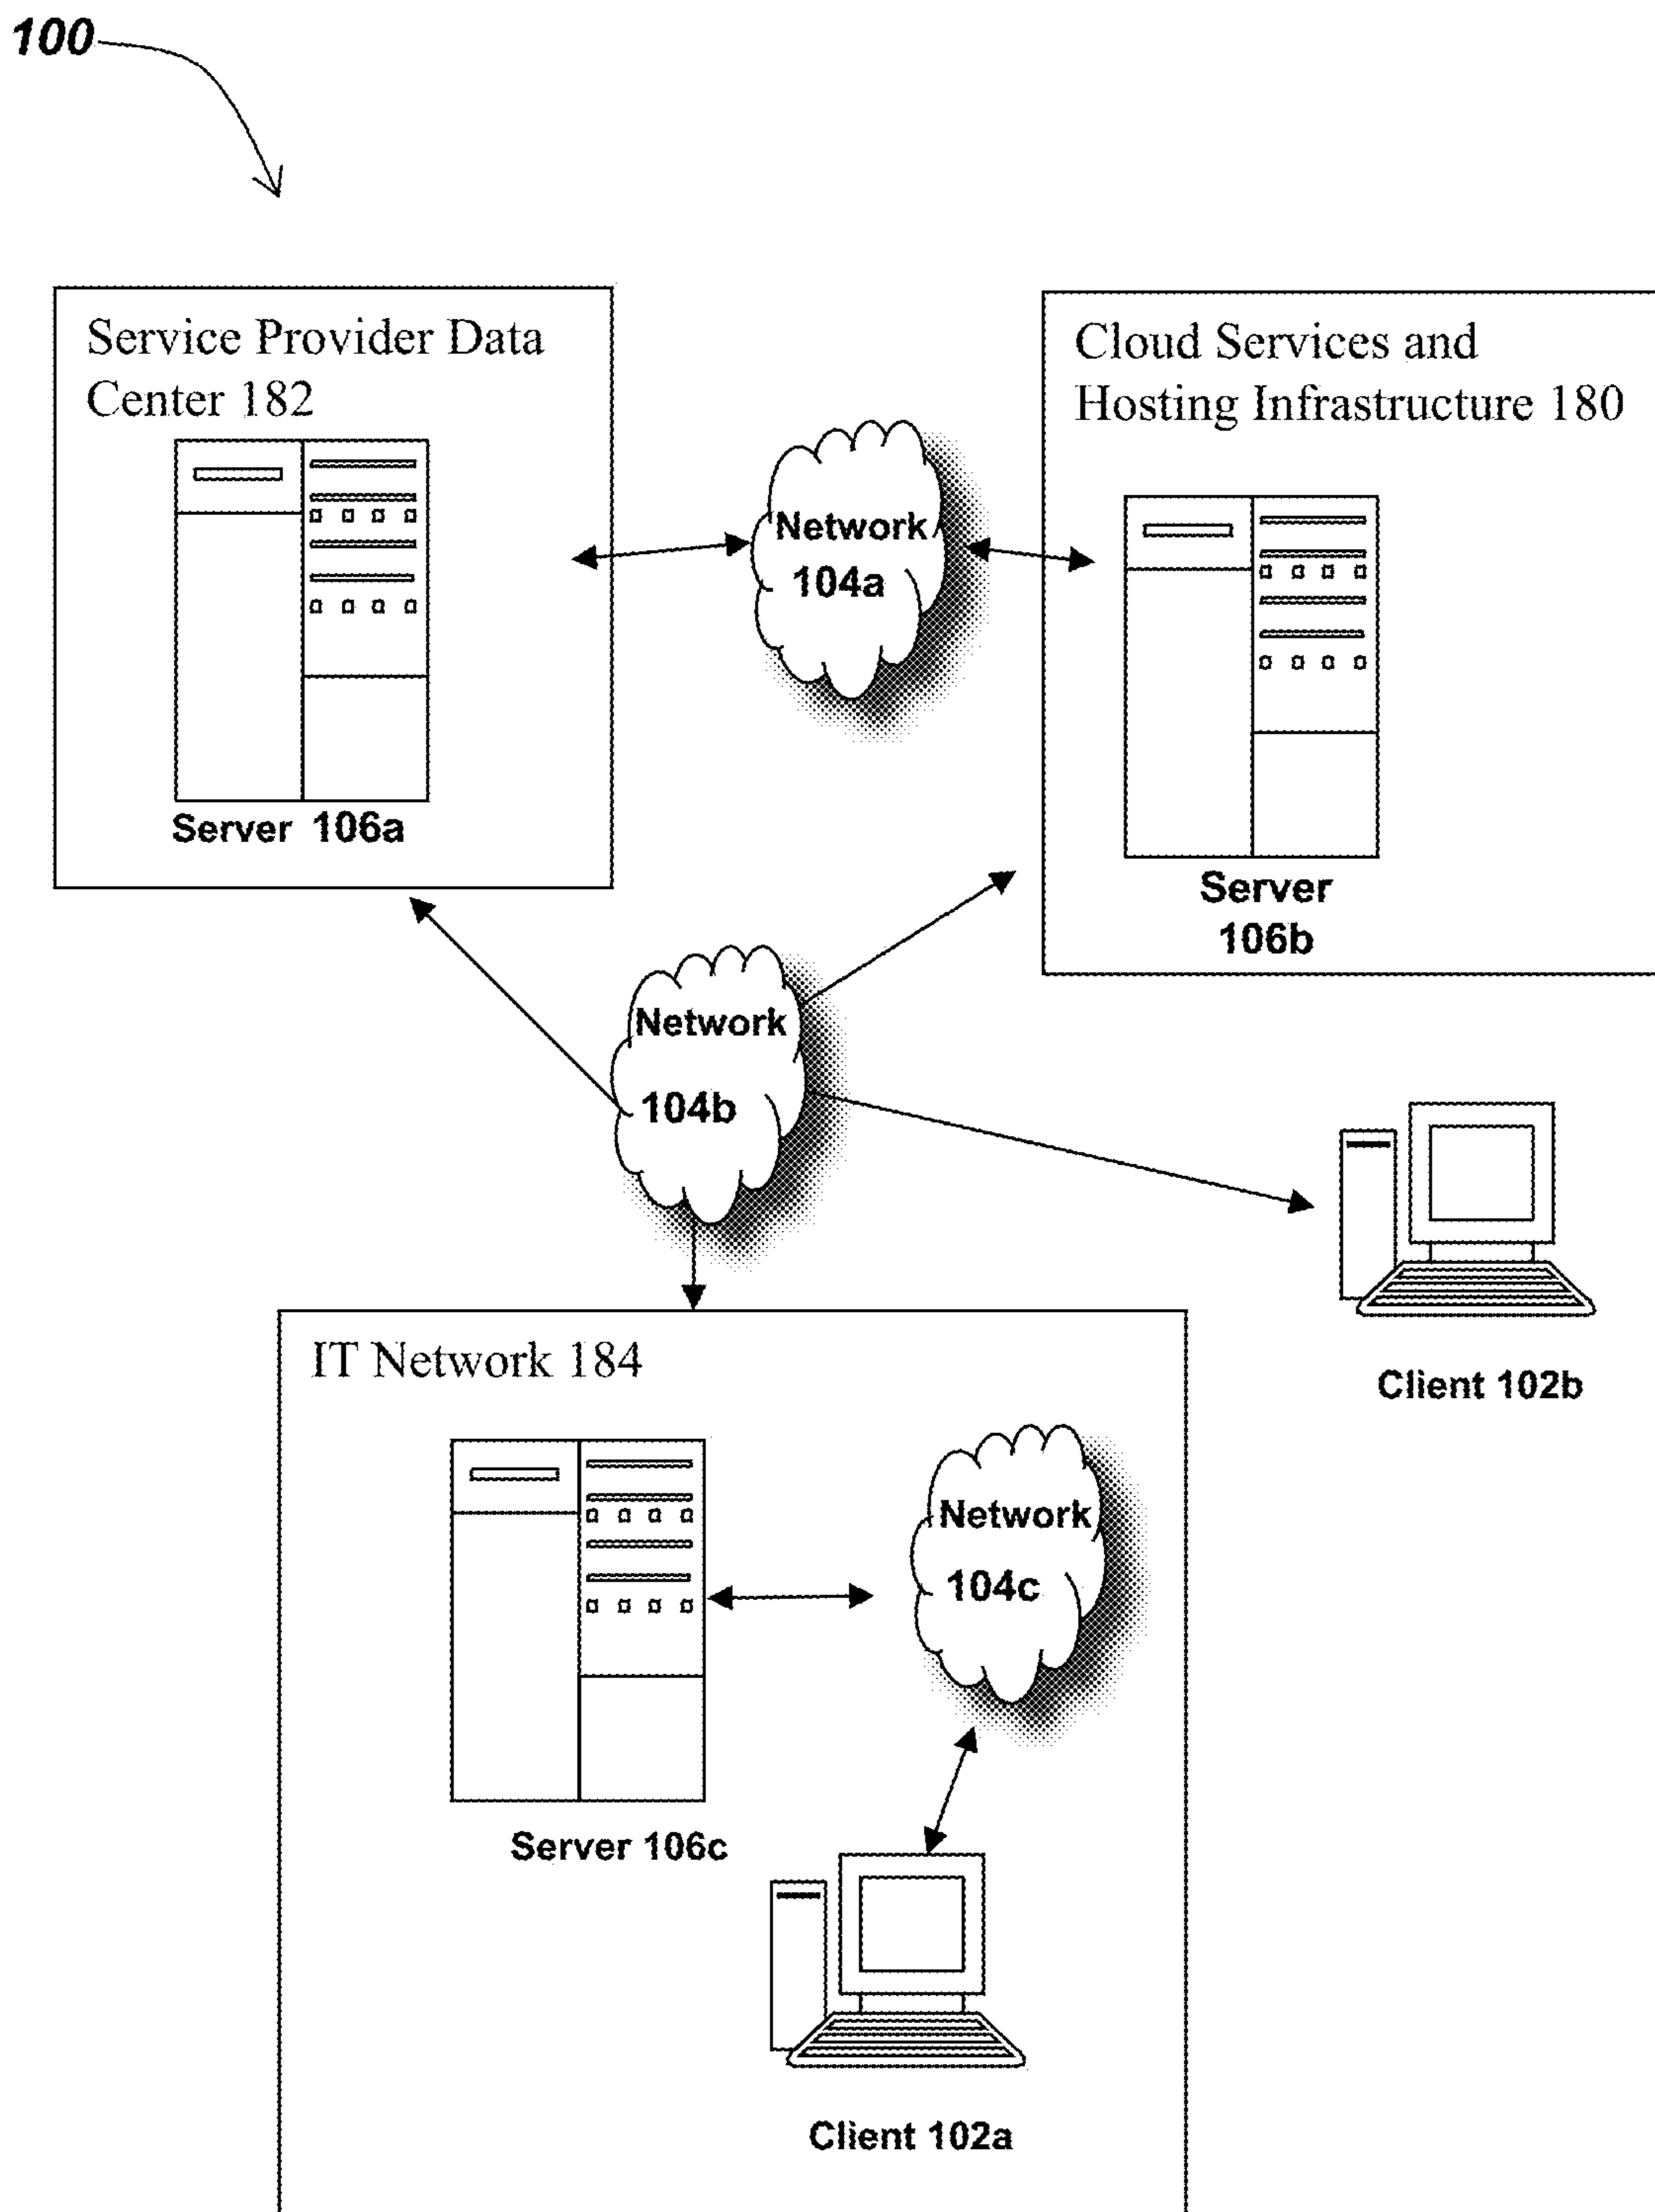 100
Service Provider Data
Center 182
Server 106a
Network
104a
Cloud Services and
Hosting Infrastructure 180
Server
106b
Network
104b
Client 102b
IT Network 184
Server 106c
Network
104c
Client 102a